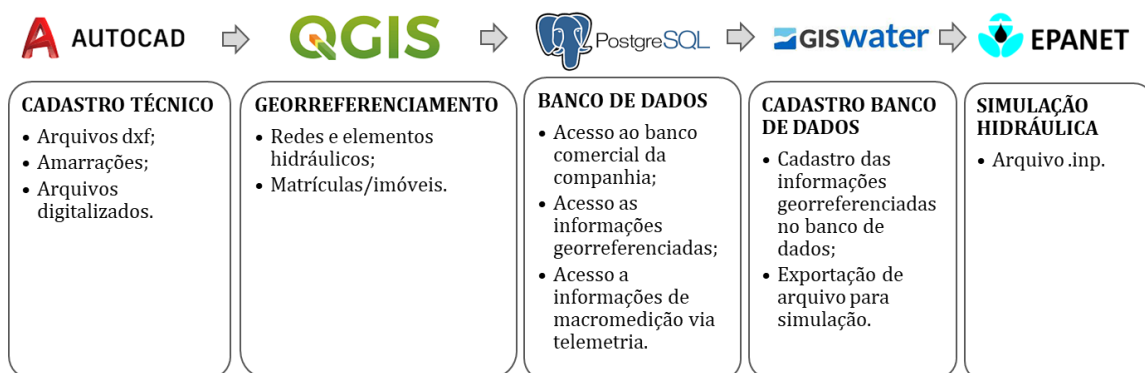 AUTOCAD
QGIS
PostgreSQL
GISwater
EPANET
CADASTRO TÉCNICO
• Arquivos dxf;
• Amarrações;
• Arquivos
digitalizados.
GEORREFERENCIAMENTO
• Redes e elementos
hidráulicos;
• Matrículas/imóveis.
BANCO DE DADOS
• Acesso ao banco
comercial da
companhia;
• Acesso as
informações
georreferenciadas;
• Acesso a
informações de
macromedição via
telemetria.
CADASTRO BANCO
DE DADOS
• Cadastro das
informações
georreferenciadas
no banco de
dados;
• Exportação de
arquivo para
simulação.
SIMULAÇÃO
HIDRÁULICA
• Arquivo .inp.